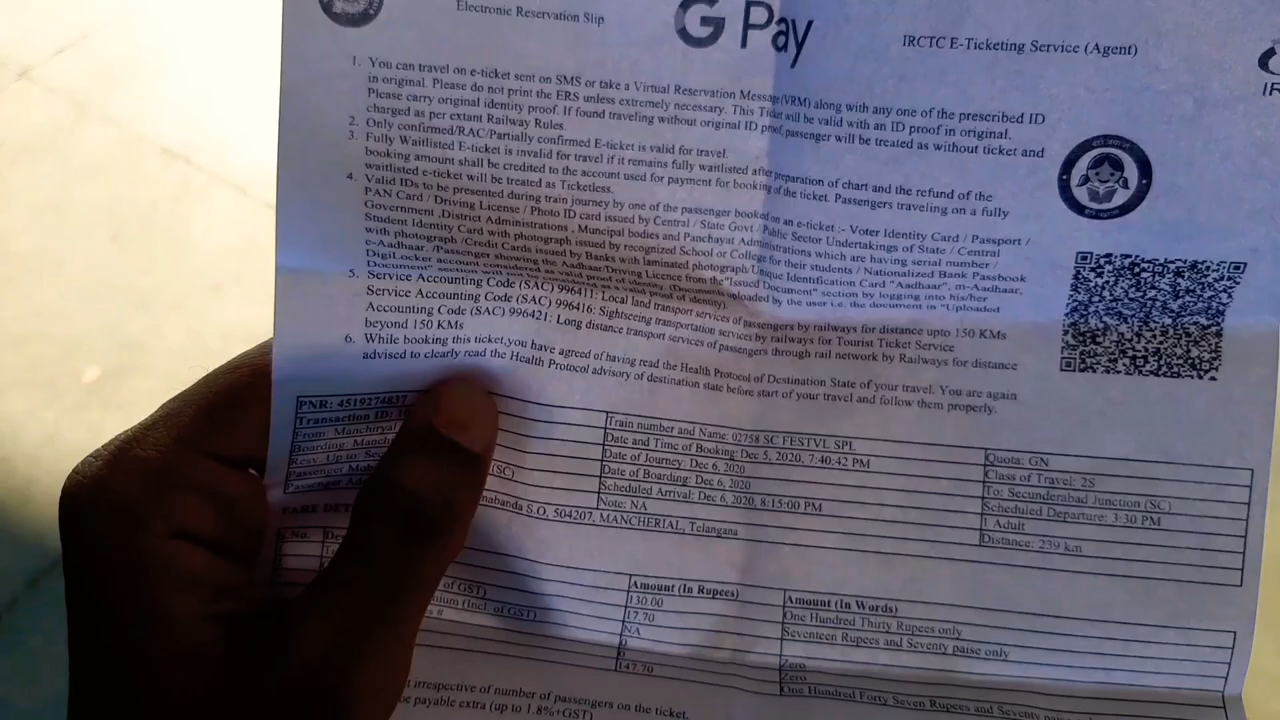 Electronic Reservation Slip
G Pay
IRCTC E-Ticketing Service (Agent)
IR
1. You can travel on e-ticket sent on SMS or take a Virtual Reservation Message(VRM) along with any one of the prescribed ID
in original. Please do not print the ERS unless extremely necessary. This Ticket will be valid with an ID proof in original.
Please carry original identity proof. If found traveling without original ID proof,passenger will be treated as without ticket and
charged as per extant Railway Rules.
2. Only confirmed/RAC/Partially confirmed E-ticket is valid for travel.
3. Fully Waitlisted E-ticket is invalid for travel if it remains fully waitlisted after preparation of chart and the refund of the
booking amount shall be credited to the account used for payment for booking of the ticket. Passengers traveling on a fully
waitlisted e-ticket will be treated as Ticketless.
4. Valid IDs to be presented during train journey by one of the passenger booked on an e-ticket :- Voter Identity Card / Passport /
PAN Card / Driving License / Photo ID card issued by Central / State Govt / Public Sector Undertakings of State / Central
Government ,District Administrations , Muncipal bodies and Panchayat Administrations which are having serial number /
Student Identity Card with photograph issued by recognized School or College for their students / Nationalized Bank Passbook
with photograph /Credit Cards issued by Banks with laminated photograph/Unique Identification Card "Aadhaar", m-Aadhaar,
e-Aadhaar. /Passenger showing the Aadhaar/Driving Licence from the "Issued Document" section by logging into his/her
DigiLocker account considered as valid proof of identity. (Documents uploaded by the user i.e. the document in "Uploaded
Document" section will not be considered as a valid proof of identity).
5. Service Accounting Code (SAC) 996411: Local land transport services of passengers by railways for distance upto 150 KMs
Service Accounting Code (SAC) 996416: Sightseeing transportation services by railways for Tourist Ticket Service
Accounting Code (SAC) 996421: Long distance transport services of passengers through rail network by Railways for distance
beyond 150 KMs
6. While booking this ticket,you have agreed of having read the Health Protocol of Destination State of your travel. You are again
advised to clearly read the Health Protocol advisory of destination state before start of your travel and follow them properly.
PNR: 4519274837
Train number and Name: 02758 SC FESTVL SPL
Quota: GN
Transaction ID: 10
Date and Time of Booking: Dec 5, 2020, 7:40:42 PM
Class of Travel: 2S
From: Manchiryal
Date of Journey: Dec 6, 2020
To: Secunderabad Junction (SC)
Boarding: Manch
Date of Boarding: Dec 6, 2020
Scheduled Departure: 3:30 PM
Resv. Up to: Sec (SC)
Scheduled Arrival: Dec 6, 2020, 8:15:00 PM
1 Adult
Passenger Mob
Note: NA
Distance: 239 km
Passenger Ad nabanda S.O, 504207, MANCHERIAL, Telangana
FARE DET
S.No. De
Amount (In Rupees)
Amount (In Words)
130.00
One Hundred Thirty Rupees only
of GST)
17.70
Seventeen Rupees and Seventy paise only
ium (Incl. of GST)
NA
s #
0
Zero
0
Zero
147.70
One Hundred Forty Seven Rupees and Seventy paise
t irrespective of number of passengers on the ticket.
be payable extra (up to 1.8%+GST)